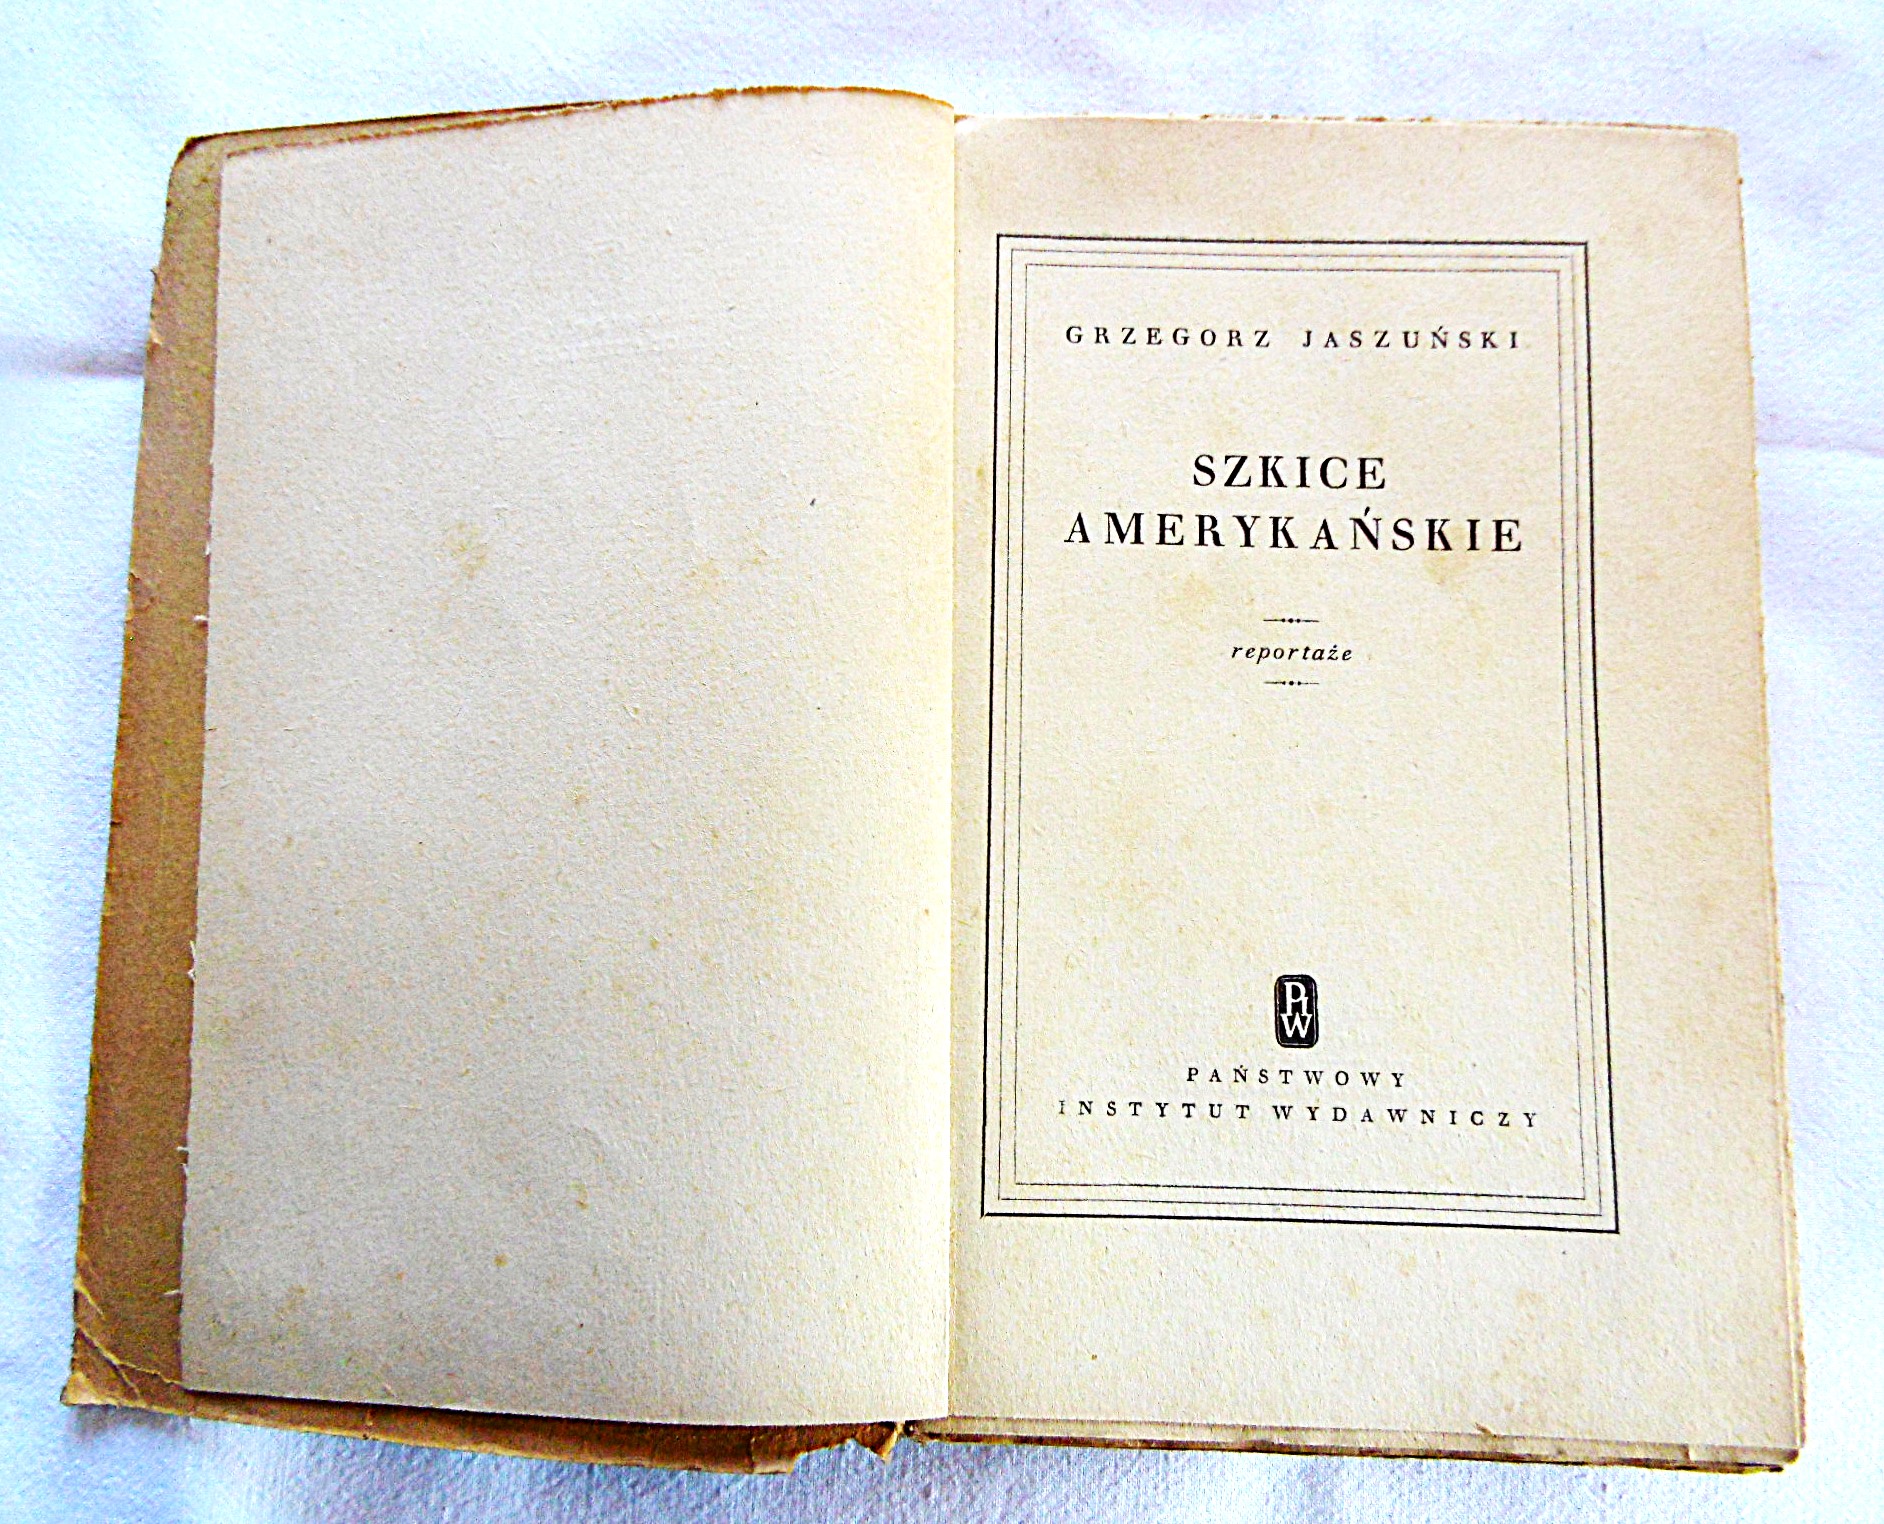 GRZEGORZ JASZUŃSKI
SZKICE
AMERYKAŃSKIE
reportaże
PIW
PAŃSTWOWY
INSTYTUT WYDAWNICZY